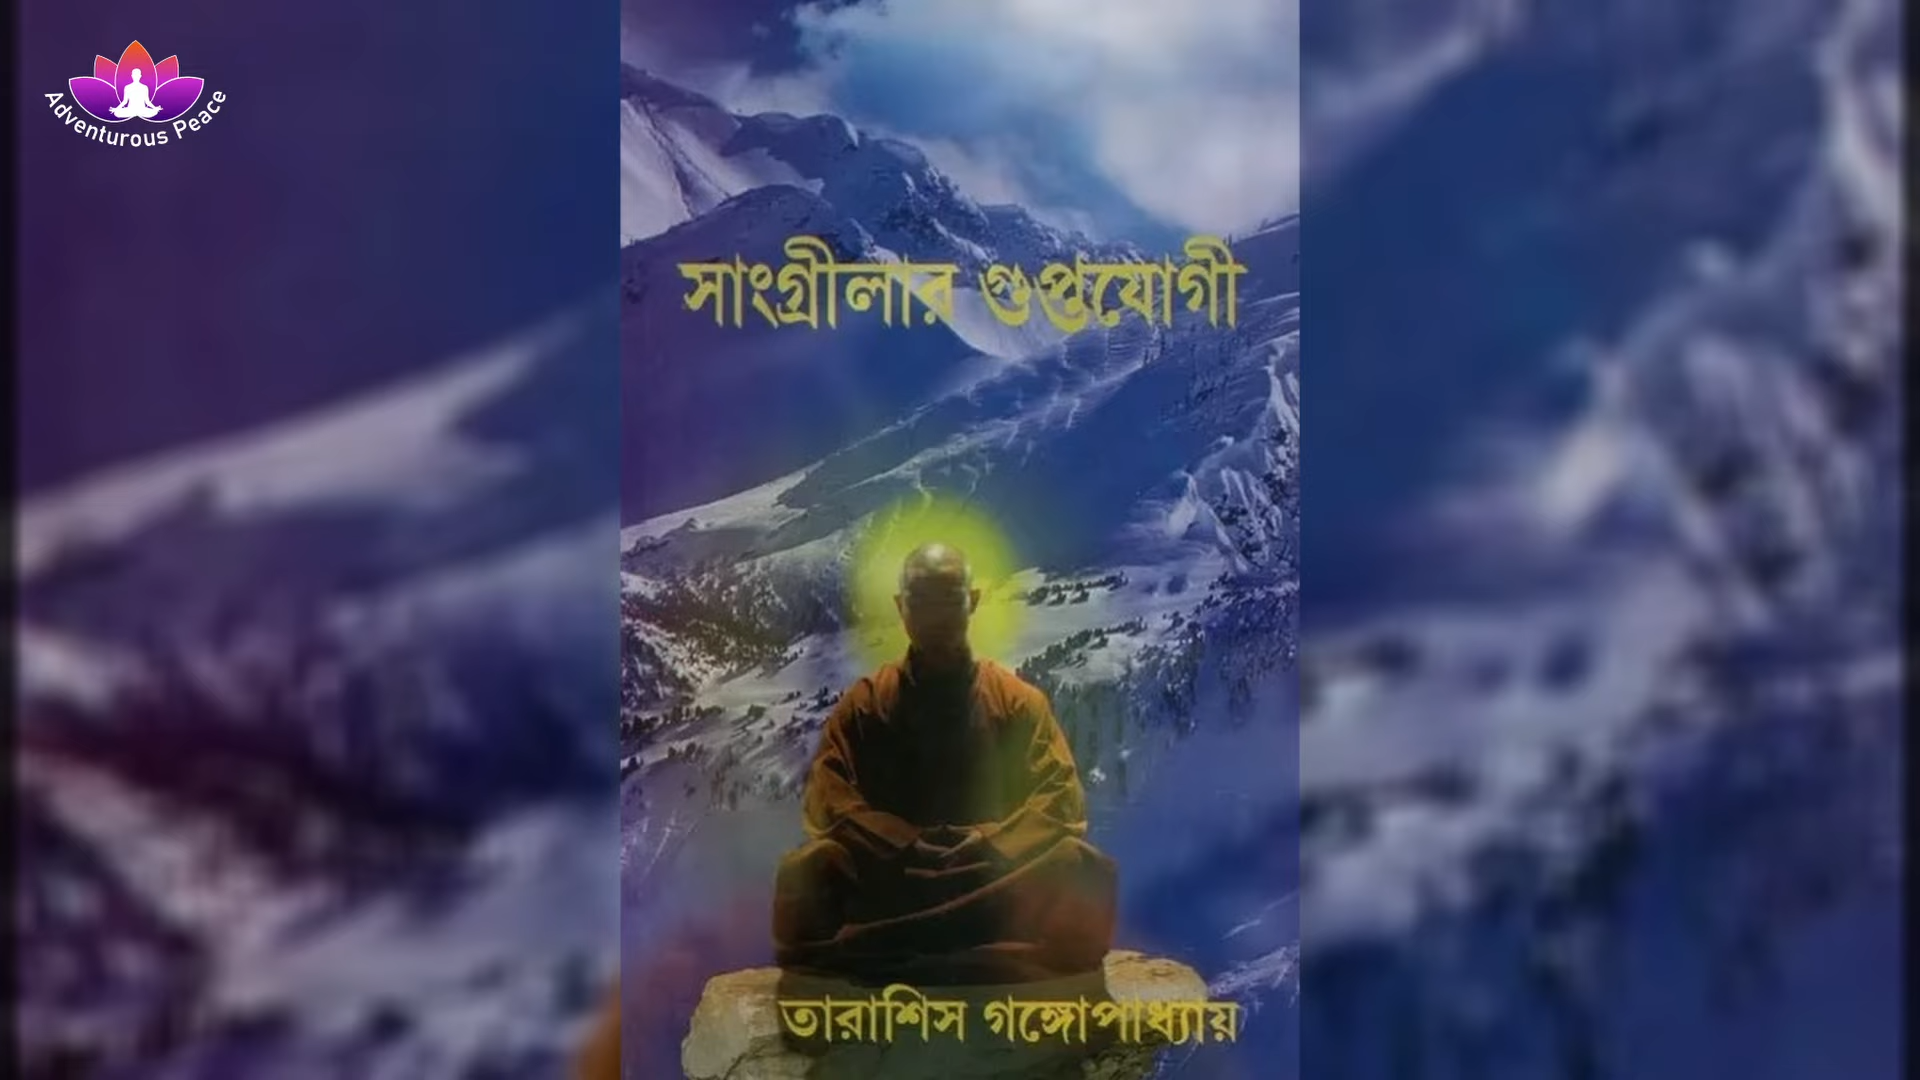 Adventurous Peace
সাংগ্রীলার গুপ্তযোগী
তারাশিস গঙ্গোপাধ্যায়